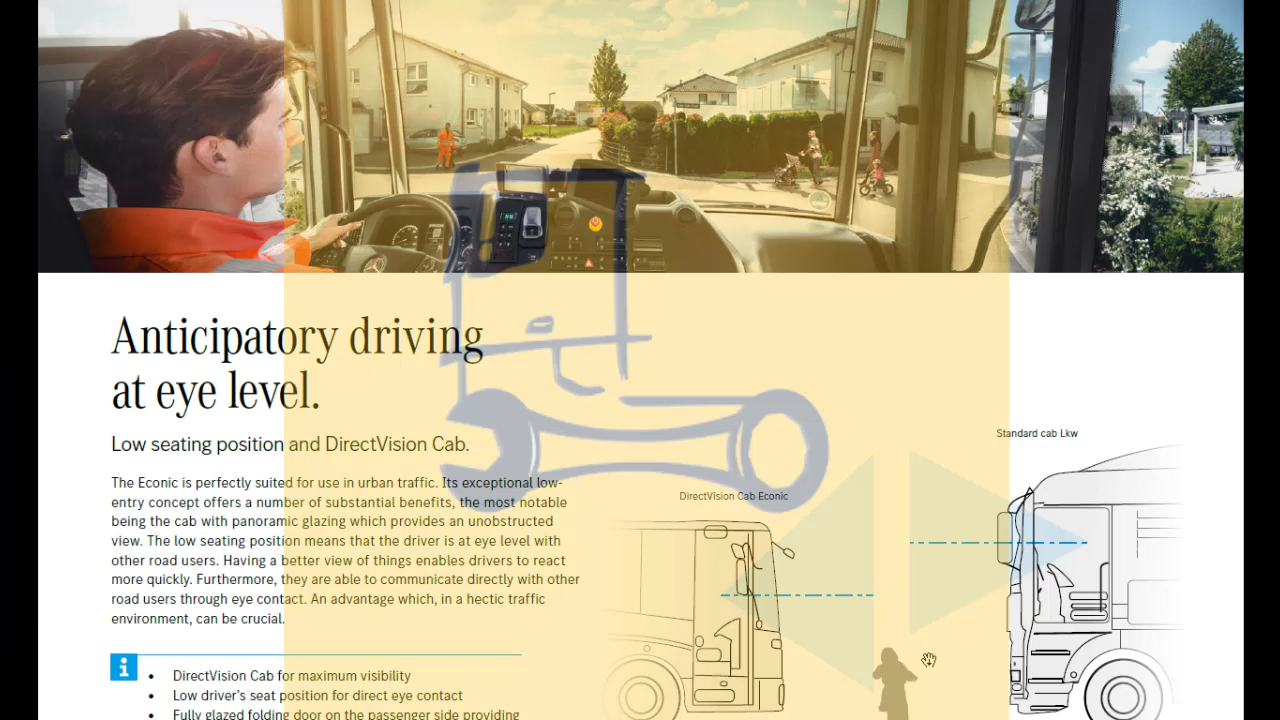 Anticipatory driving
at eye level.
Low seating position and DirectVision Cab.
The Econic is perfectly suited for use in urban traffic. Its exceptional low-
entry concept offers a number of substantial benefits, the most notable
being the cab with panoramic glazing which provides an unobstructed
view. The low seating position means that the driver is at eye level with
other road users. Having a better view of things enables drivers to react
more quickly. Furthermore, they are able to communicate directly with other
road users through eye contact. An advantage which, in a hectic traffic
environment, can be crucial.
i
• DirectVision Cab for maximum visibility
• Low driver's seat position for direct eye contact
• Fully glazed folding door on the passenger side providing
DirectVision Cab Econic
Standard cab Lkw